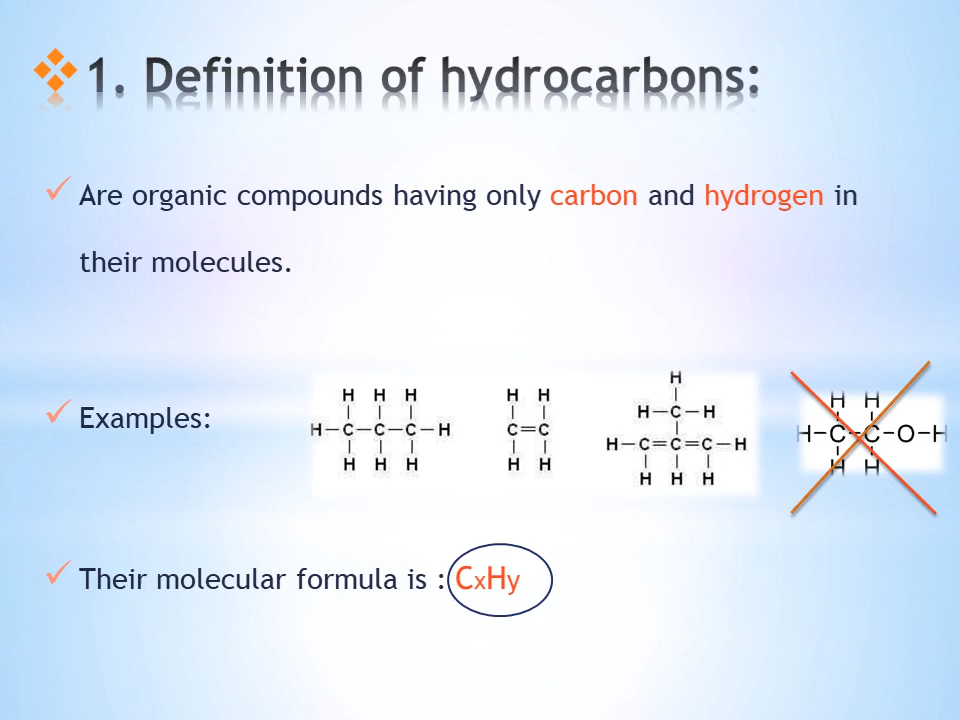 1. Definition of hydrocarbons:
Are organic compounds having only carbon and hydrogen in
their molecules.
Examples:
H H H
H–C–C–C–H
H H H
H H
C=C
H H
H
H–C–H
H–C=C=C–H
H H H
H H
H–C–C–O–H
H H
Their molecular formula is : CxHy